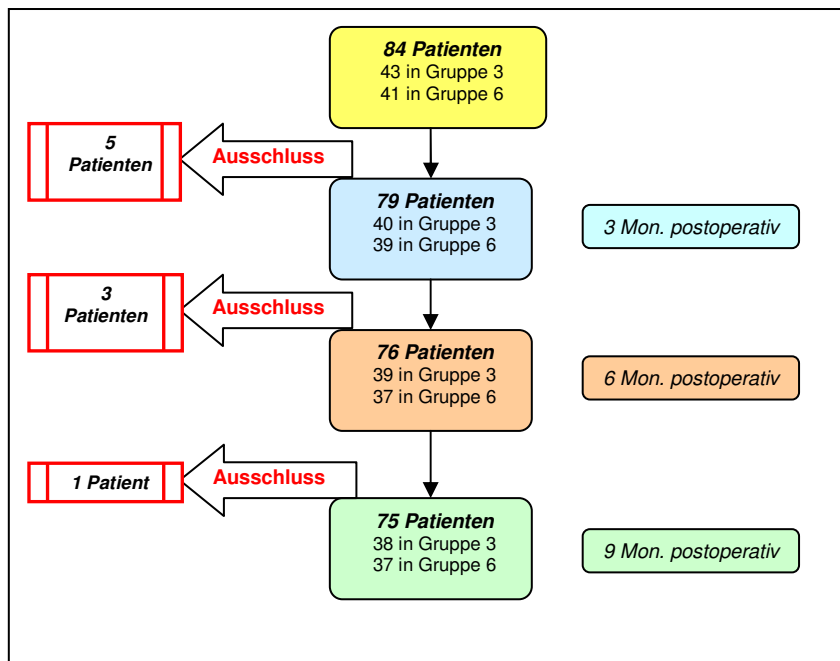 84 Patienten
43 in Gruppe 3
41 in Gruppe 6
5
Patienten
Ausschluss
79 Patienten
40 in Gruppe 3
39 in Gruppe 6
3 Mon. postoperativ
3
Patienten
Ausschluss
76 Patienten
39 in Gruppe 3
37 in Gruppe 6
6 Mon. postoperativ
1 Patient
Ausschluss
75 Patienten
38 in Gruppe 3
37 in Gruppe 6
9 Mon. postoperativ